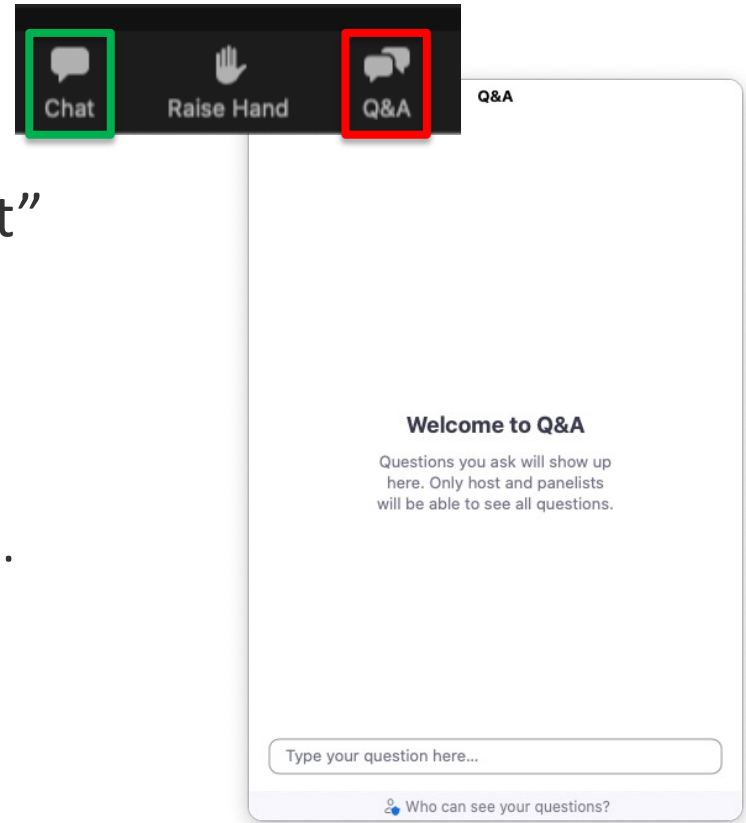 Chat Raise Hand Q&A
Q&A
t”
Welcome to Q&A
Questions you ask will show up
here. Only host and panelists
will be able to see all questions.
.
Type your question here...
Who can see your questions?